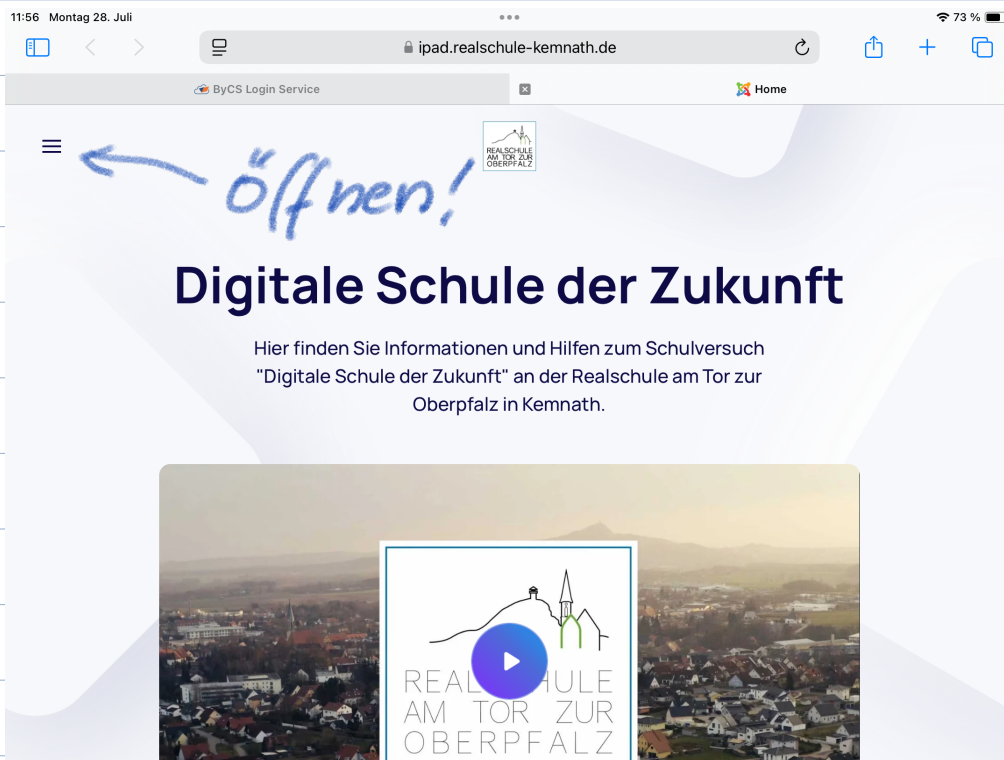 11:56 Montag 28. Juli
73 %
ipad.realschule-kemnath.de
ByCS Login Service
Home
REALSCHULE
AM TOR ZUR
OBERPFALZ
öffnen!
Digitale Schule der Zukunft
Hier finden Sie Informationen und Hilfen zum Schulversuch
"Digitale Schule der Zukunft" an der Realschule am Tor zur
Oberpfalz in Kemnath.
AM TOR ZUR
OBERPFALZ